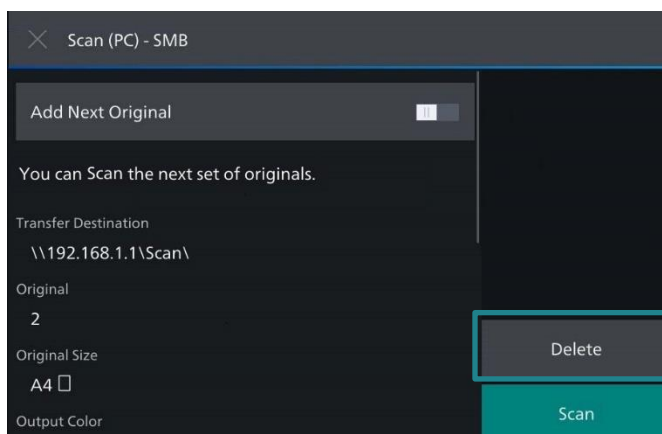 Scan (PC) - SMB
Add Next Original
You can Scan the next set of originals.
Transfer Destination
\\192.168.1.1\Scan\
Original
2
Original Size
A4
Output Color
Delete
Scan